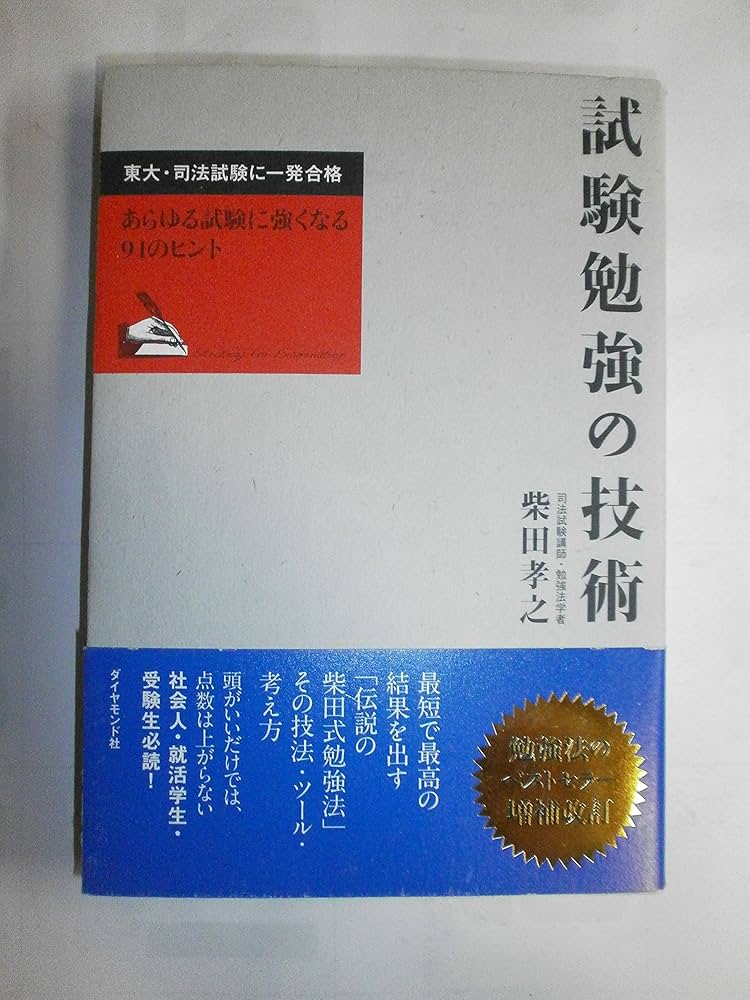 試験勉強の技術
司法試験講師・勉強法学者
柴田孝之
東大・司法試験に一発合格
あらゆる試験に強くなる
91のヒント
Strategy for Examination
最短で最高の
結果を出す
「伝説の
柴田式勉強法」
その技法・ツール・
考え方
頭がいいだけでは、
点数は上がらない
社会人・就活学生・
受験生必読！
ダイヤモンド社
勉強法の
ベストセラー
増補改訂